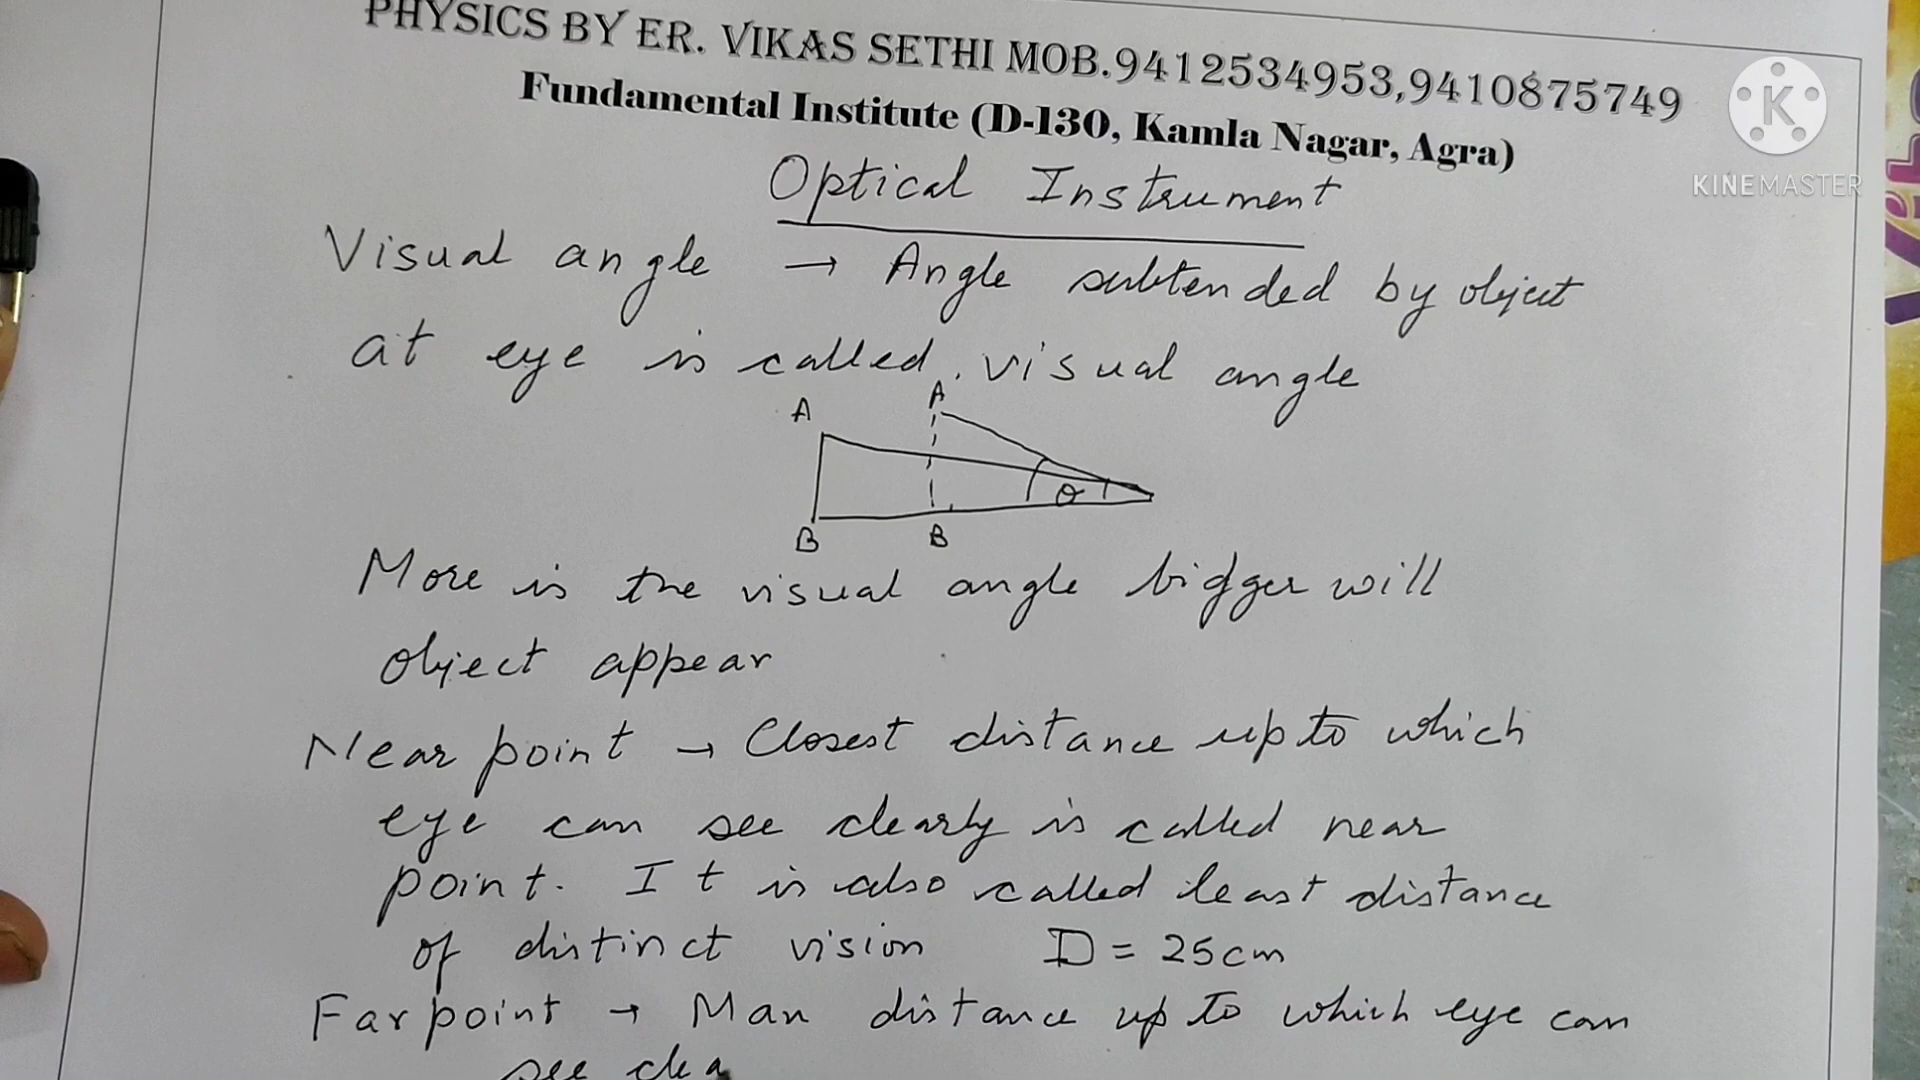 PHYSICS BY ER. VIKAS SETHI MOB.9412534953,9410875749
Fundamental Institute (D-130, Kamla Nagar, Agra)
K
KINEMASTER
Optical Instrument
Visual angle → Angle subtended by object
at eye is called visual angle
A A
θ
B B
More is the visual angle bigger will
object appear
Near point → Closest distance up to which
eye can see clearly is called near
point. It is also called least distance
of distinct vision D = 25cm
Far point → Max distance up to which eye can
see clea